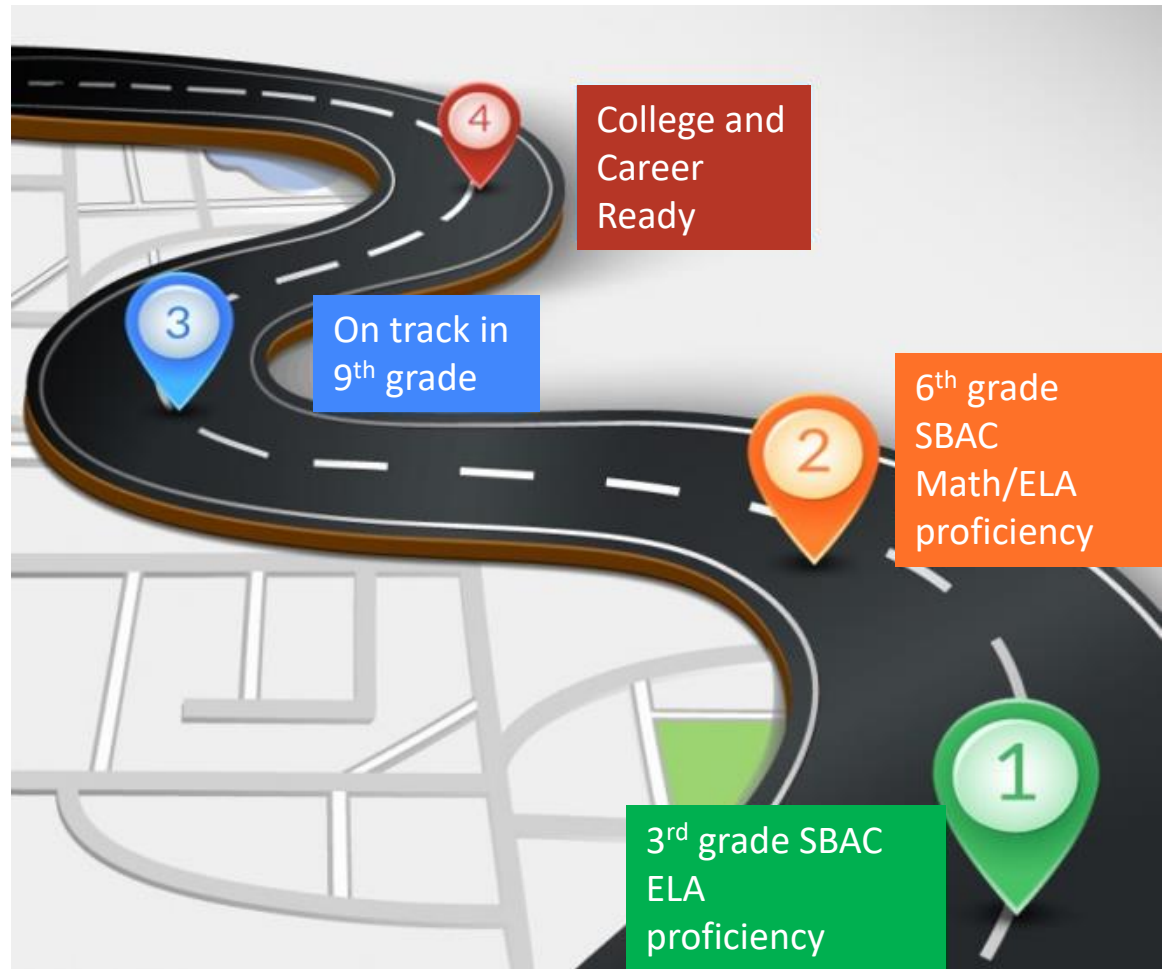 4
College and
Career
Ready
3
On track in
9th grade
2
6th grade
SBAC
Math/ELA
proficiency
1
3rd grade SBAC
ELA
proficiency